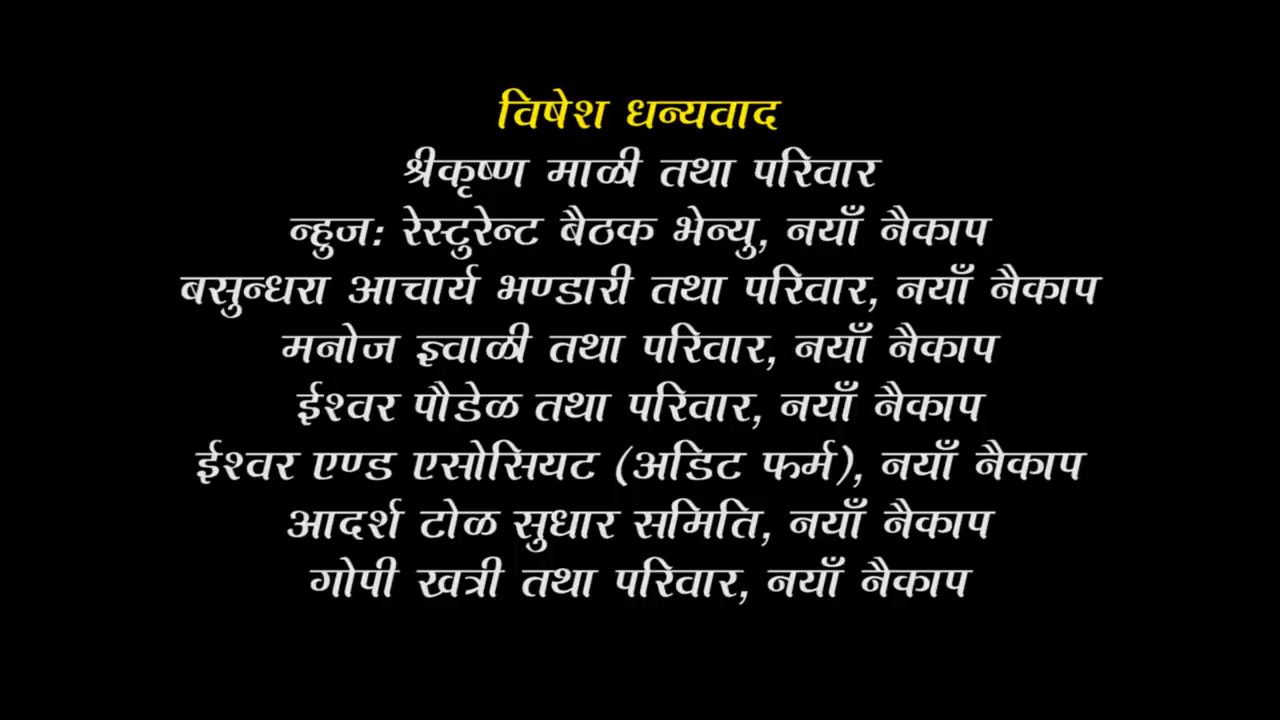 विषेश धन्यवाद
श्रीकृष्ण माळी तथा परिवार
न्हुजः रेस्टुरेन्ट बैठक भेन्यु, नयाँ नैकाप
बसुन्धरा आचार्य भण्डारी तथा परिवार, नयाँ नैकाप
मनोज ज्ञवाळी तथा परिवार, नयाँ नैकाप
ईश्वर पौडेळ तथा परिवार, नयाँ नैकाप
ईश्वर एण्ड एसोसियट (अडिट फर्म), नयाँ नैकाप
आदर्श टोळ सुधार समिति, नयाँ नैकाप
गोपी खत्री तथा परिवार, नयाँ नैकाप